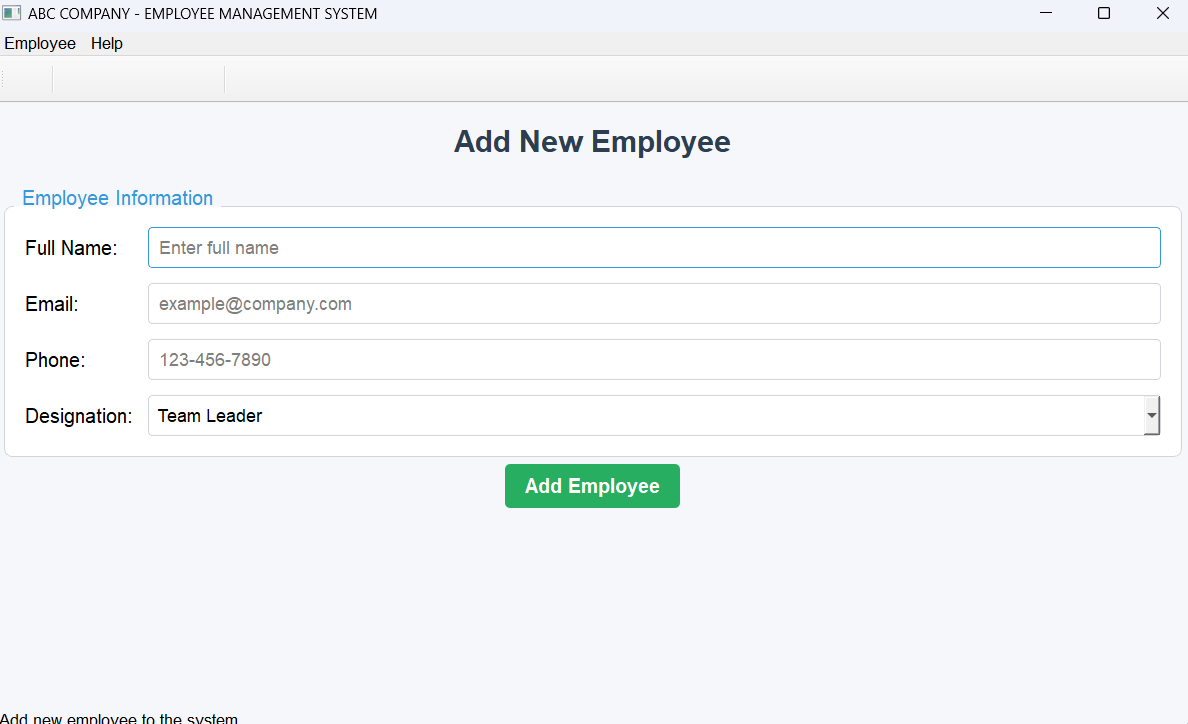 ABC COMPANY - EMPLOYEE MANAGEMENT SYSTEM
Employee Help
Add New Employee
Employee Information
Full Name: Enter full name
Email: example@company.com
Phone: 123-456-7890
Designation: Team Leader
Add Employee
Add new employee to the system